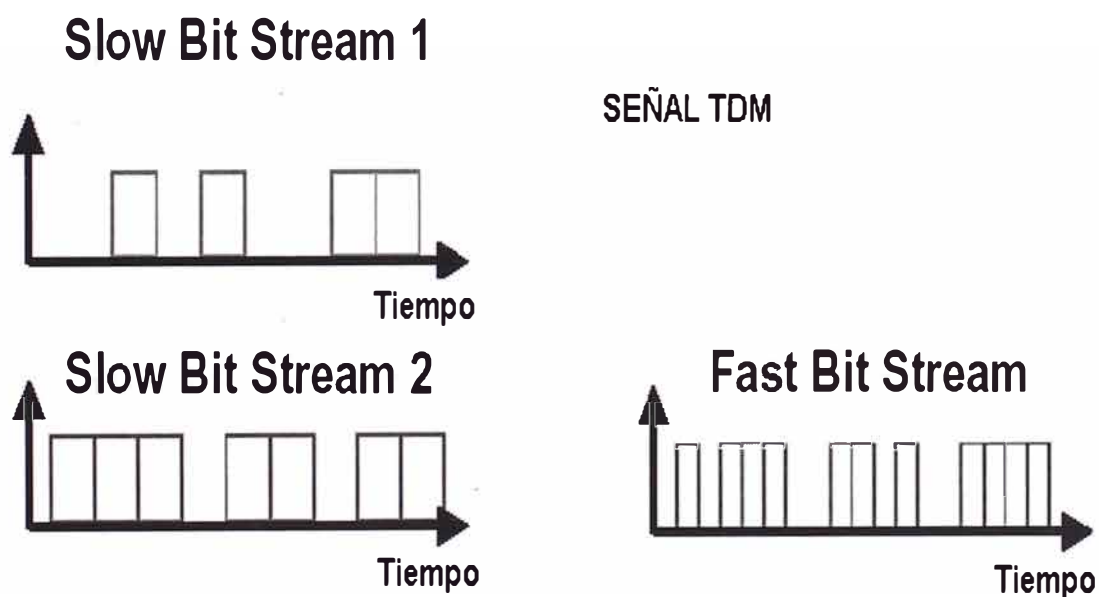 Slow Bit Stream 1
SEÑAL TDM
Tiempo
Slow Bit Stream 2
Fast Bit Stream
Tiempo
Tiempo